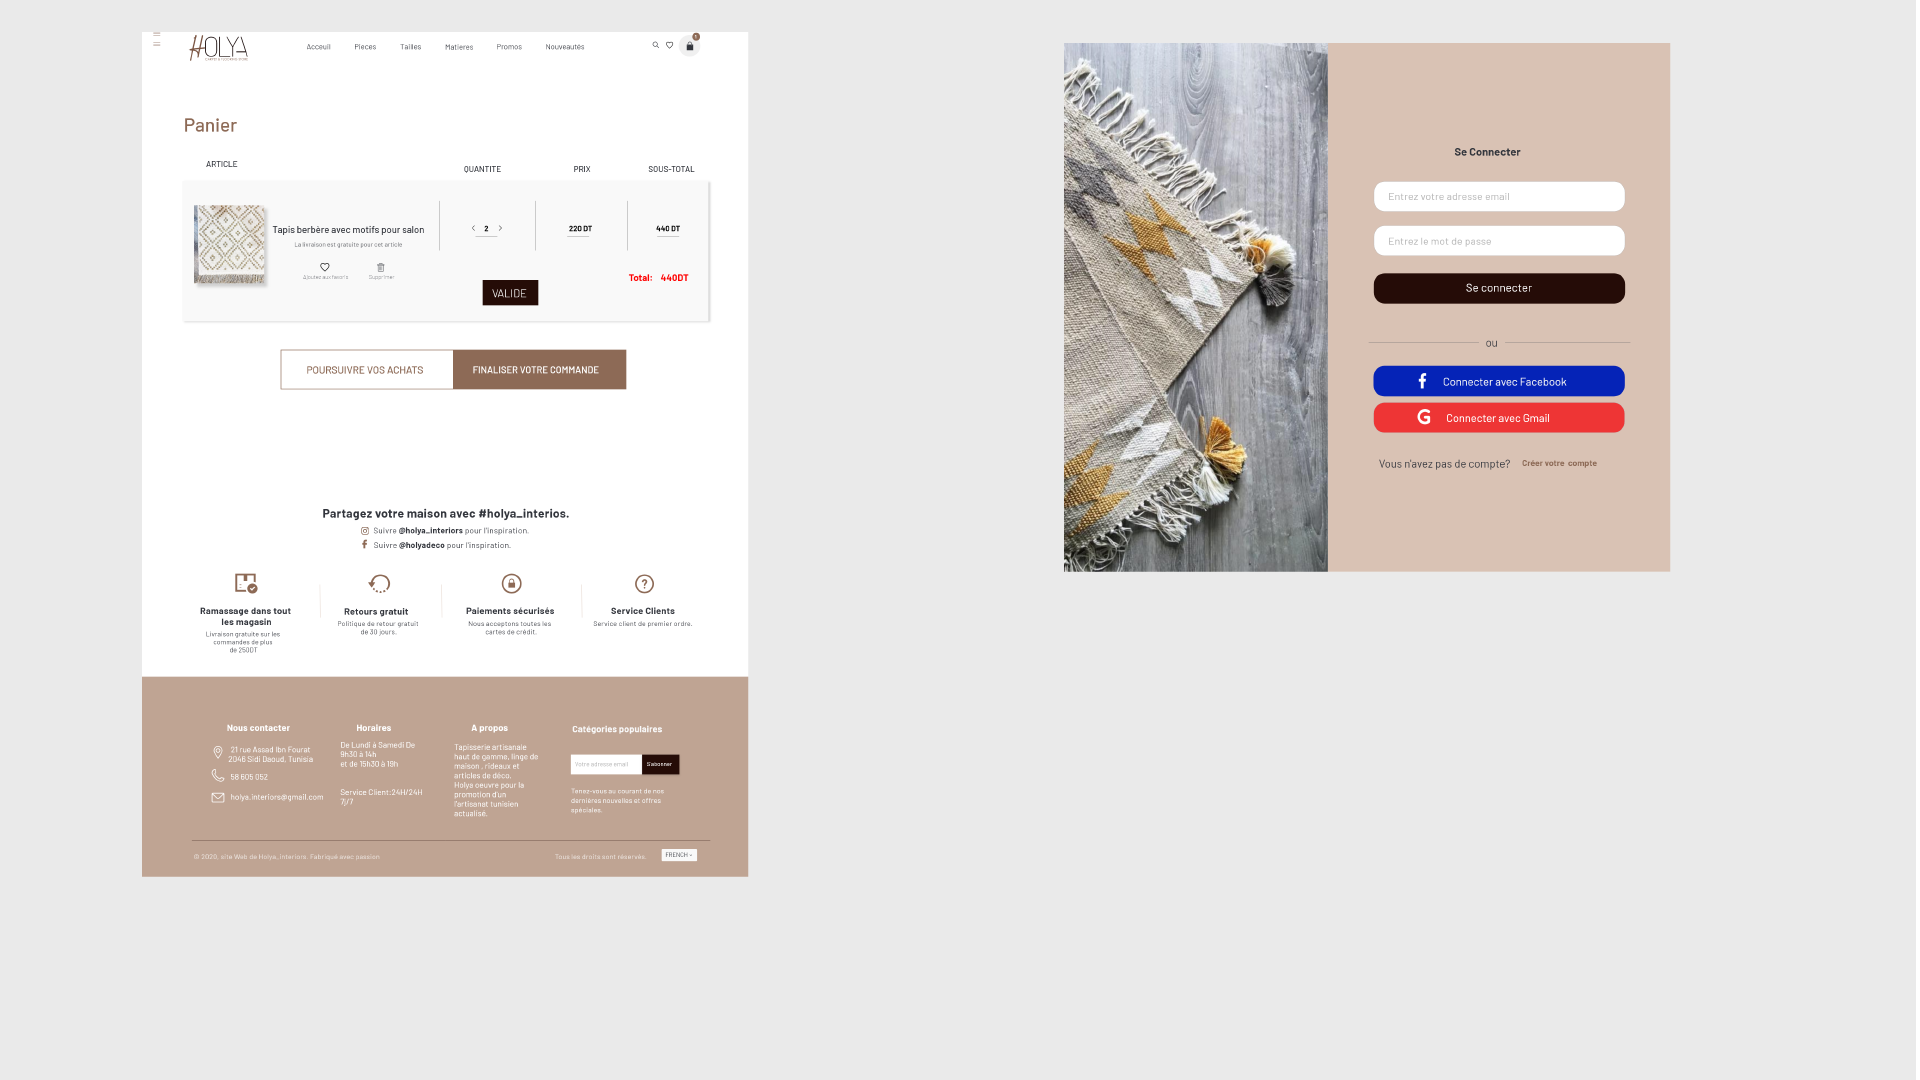 HOLYA
Acceuil Pieces Tailles Matieres Promos Nouveautés
Panier
ARTICLE QUANTITE PRIX SOUS-TOTAL
Tapis berbère avec motifs pour salon
2 220 DT 440 DT
La livraison est gratuite pour cet article
Ajoutez aux favoris Supprimer
Total: 440DT
VALIDE
POURSUIVRE VOS ACHATS FINALISER VOTRE COMMANDE
Partagez votre maison avec #holya_interios.
Suivre @holya_interiors pour l'inspiration.
Suivre @holyadeco pour l'inspiration.
Ramassage dans tout
les magasin
Livraison gratuite sur les
commandes de plus
de 250DT
Retours gratuit
Politique de retour gratuit
de 30 jours.
Paiements sécurisés
Nous acceptons toutes les
cartes de crédit.
Service Clients
Service client de premier ordre.
Nous contacter
21 rue Assad Ibn Fourat
2046 Sidi Daoud, Tunisia
58 605 052
holya.interiors@gmail.com
Horaires
De Lundi à Samedi De
9h30 à 14h
et de 15h30 à 19h
Service Client:24H/24H
7j/7
A propos
Tapisserie artisanale
haut de gamme, linge de
maison , rideaux et
articles de déco.
Holya oeuvre pour la
promotion d'un
l'artisanat tunisien
actualisé.
Catégories populaires
Votre adresse email S'abonner
Tenez-vous au courant de nos
dernières nouvelles et offres
spéciales.
© 2020, site Web de Holya_interiors. Fabriqué avec passion
Tous les droits sont réservés.
FRENCH
Se Connecter
Entrez votre adresse email
Entrez le mot de passe
Se connecter
ou
Connecter avec Facebook
G Connecter avec Gmail
Vous n'avez pas de compte? Créer votre compte